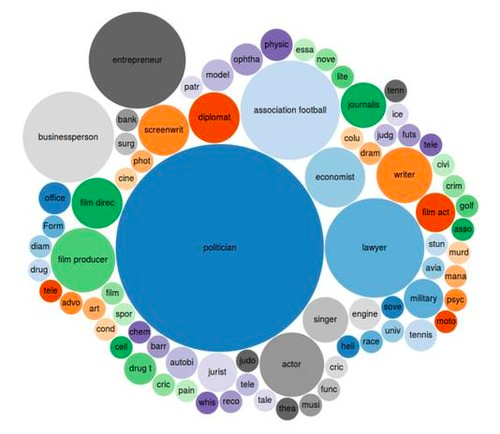 entrepreneur
physic
essa
nove
ophtha
model
patr
lite
tenn
journalis
ice
association football
diplomat
bank
screenwrit
businessperson
surg
colu
judg
futs
tele
dram
phot
civi
cine
economist
writer
crim
office
film direc
golf
film act
Form
asso
politician
lawyer
stun
diam
murd
film producer
drug
avia
mana
tele
advo
art
film
spor
singer
engine
sove
military
psyc
cond
chem
moto
univ
tennis
race
heli
cell
barr
drug t
autobi
jurist
judo
actor
cric
cric
pain
tele
func
whis
reco
tale
thea
musi